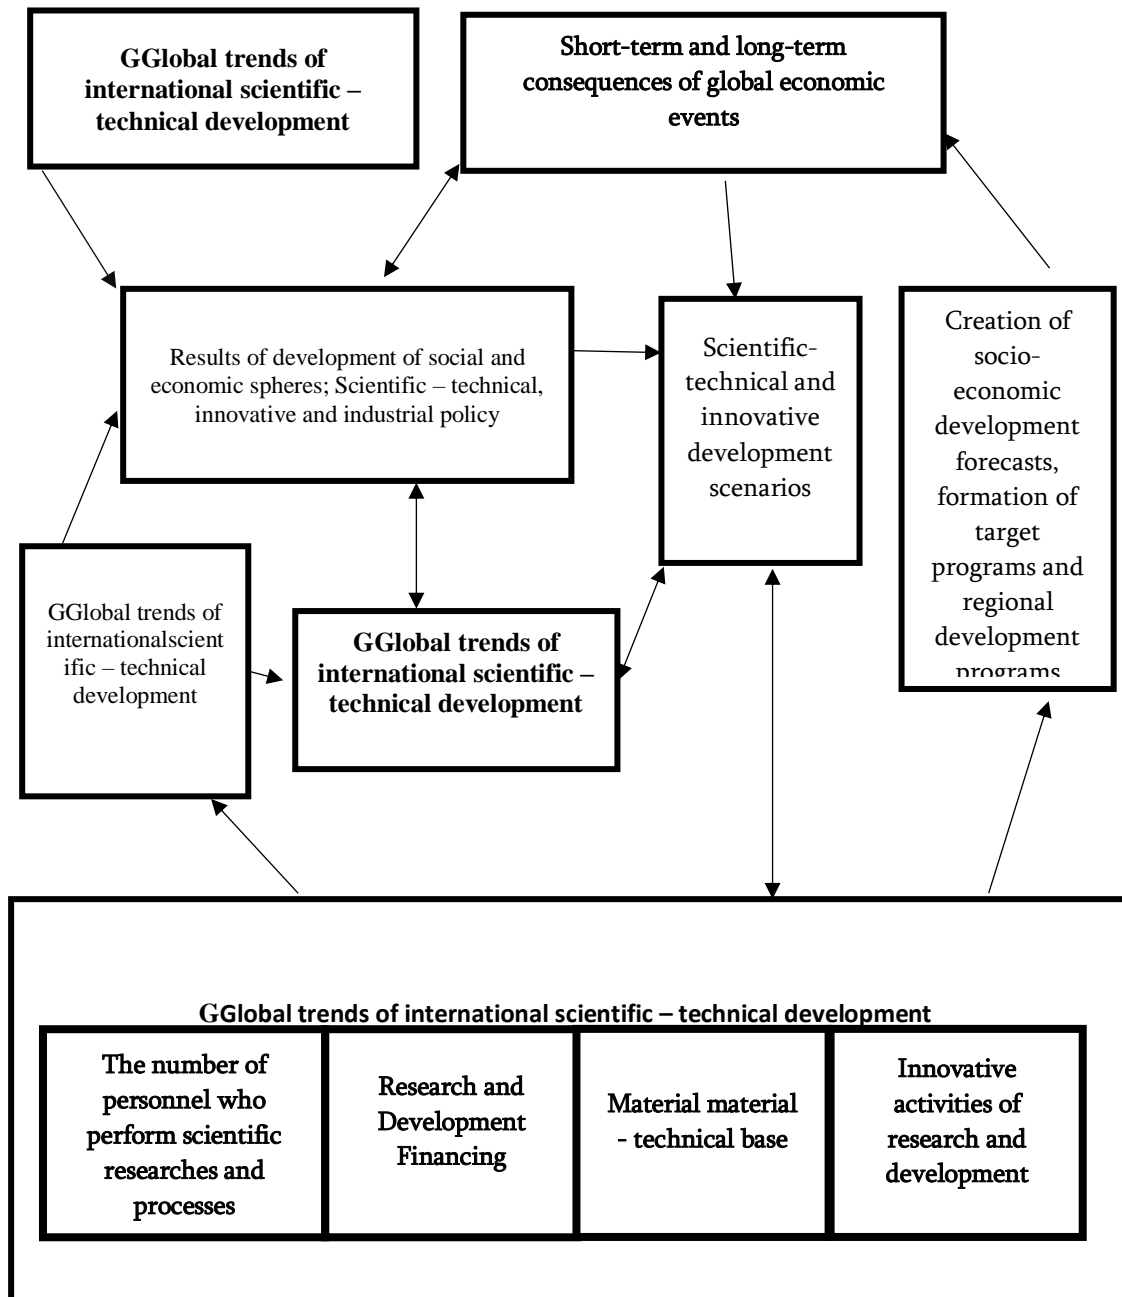 GGlobal trends of
international scientific –
technical development
Short-term and long-term
consequences of global economic
events
Results of development of social and
economic spheres; Scientific – technical,
innovative and industrial policy
Scientific-
technical and
innovative
development
scenarios
Creation of
socio-
economic
development
forecasts,
formation of
target
programs and
regional
development
programs
GGlobal trends of
internationalscient
ific – technical
development
GGlobal trends of
international scientific –
technical development
GGlobal trends of international scientific – technical development
The number of
personnel who
perform scientific
researches and
processes
Research and
Development
Financing
Material material
- technical base
Innovative
activities of
research and
development